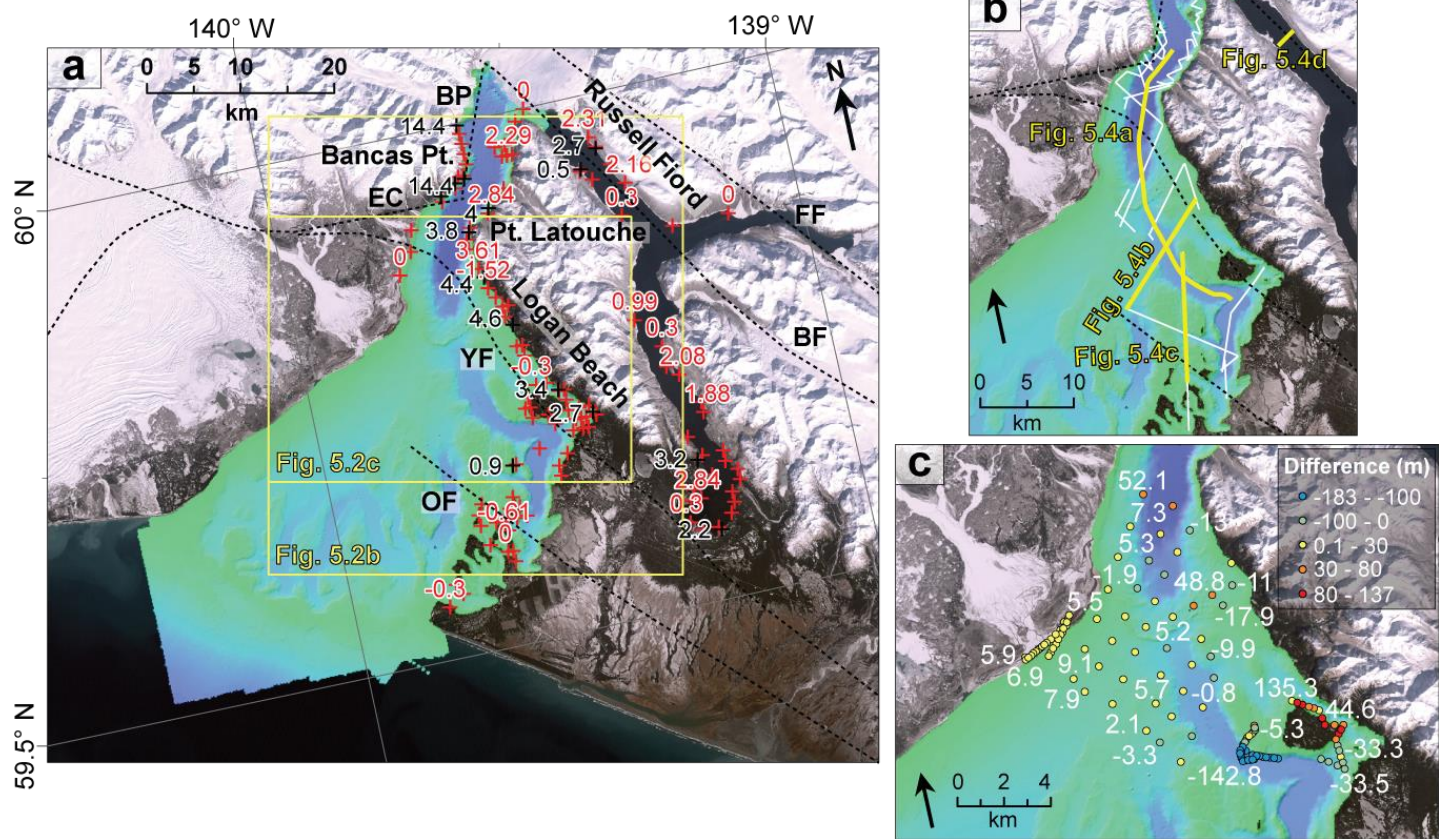 140° W
139° W
a
0 5 10 20
km
N
BP
0
14.4
2.29
Bancas Pt.
Russell Fiord
2.31
2.7
0.5
2.16
0.3
0
FF
14.4
EC
2.84
4
3.8
Pt. Latouche
60° N
0
3.61
-1.52
4.4
4.6
Logan Beach
0.99
0.3
2.08
1.88
BF
YF
-0.3
3.4
2.7
Fig. 5.2c
0.9
3.2
2.84
0.3
2.2
OF
-0.61
0
Fig. 5.2b
-0.3
59.5° N
b
Fig. 5.4d
Fig. 5.4a
Fig. 5.4b
Fig. 5.4c
0 5 10
km
c
Difference (m)
-183 - -100
-100 - 0
0.1 - 30
30 - 80
80 - 137
52.1
7.3
-13
5.3
-1.9
48.8
-11
5.5
-17.9
5.2
5.9
-9.9
6.9
9.1
7.9
5.7
-0.8
135.3
44.6
2.1
-5.3
-3.3
-33.3
-142.8
-33.5
0 2 4
km